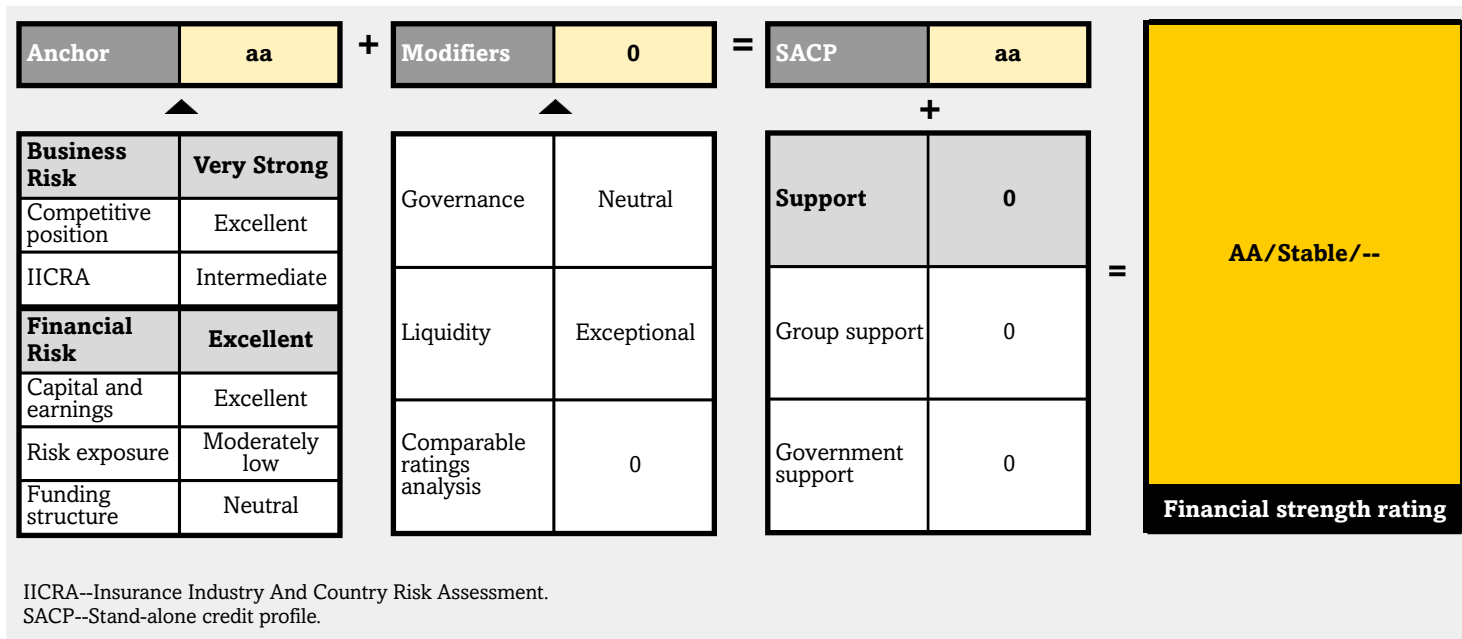 Anchor aa + Modifiers 0 = SACP aa
+
Business
Risk
Very Strong
Competitive
position
Excellent
IICRA Intermediate
Financial
Risk
Excellent
Capital and
earnings
Excellent
Risk exposure
Moderately
low
Funding
structure
Neutral
Governance Neutral
Liquidity Exceptional
Comparable
ratings
analysis
0
Support 0
Group support 0
Government
support
0
=
AA/Stable/--
Financial strength rating
IICRA--Insurance Industry And Country Risk Assessment.
SACP--Stand-alone credit profile.